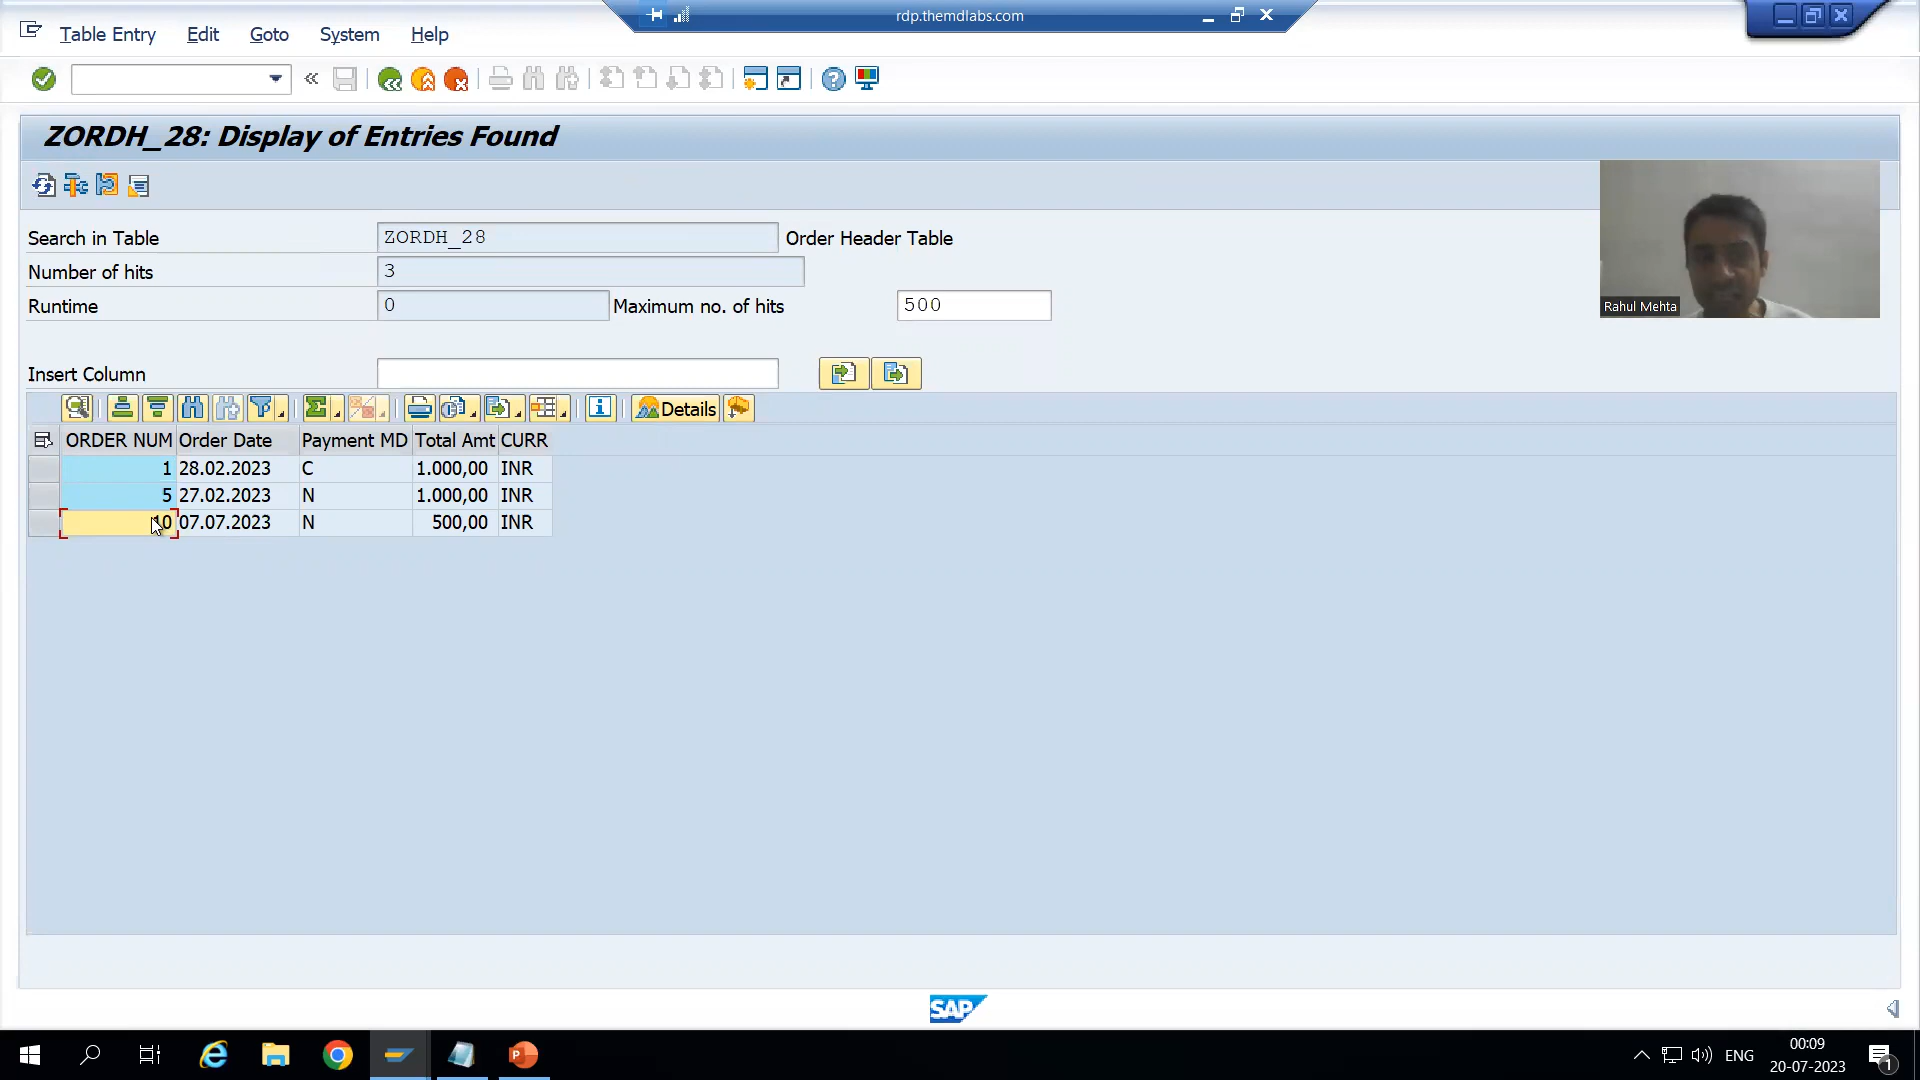 rdp.themdlabs.com
Table Entry Edit Goto System Help
ZORDH_28: Display of Entries Found
Search in Table ZORDH_28 Order Header Table
Number of hits 3
Runtime 0 Maximum no. of hits 500
Rahul Mehta
Insert Column
Details
ORDER NUM Order Date Payment MD Total Amt CURR
1 28.02.2023 C 1.000,00 INR
5 27.02.2023 N 1.000,00 INR
10 07.07.2023 N 500,00 INR
SAP
ENG
00:09
20-07-2023
1